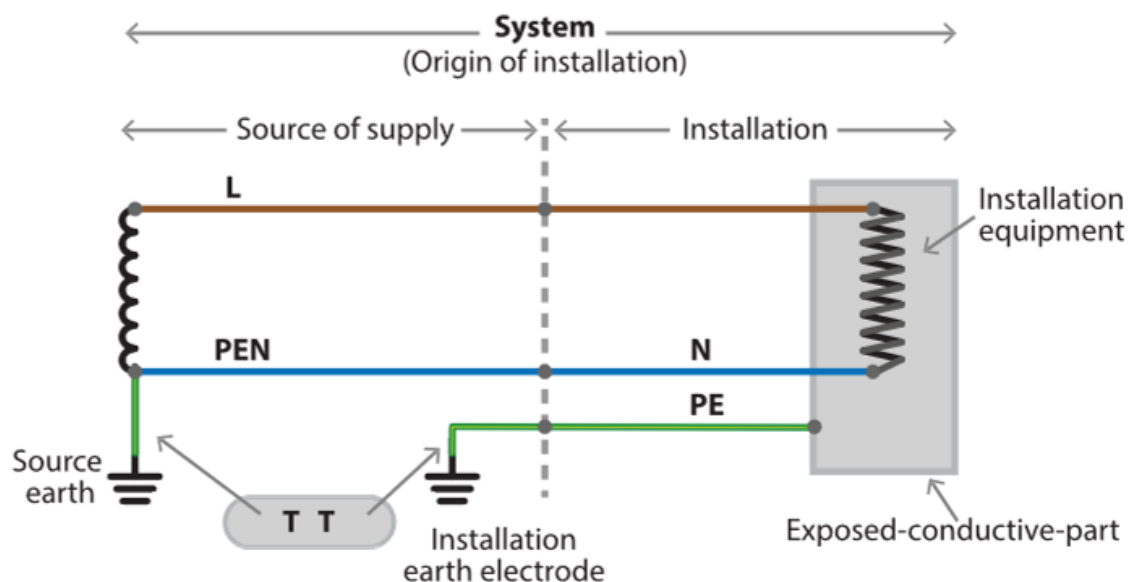 System
(Origin of installation)
Source of supply
Installation
L
Installation
equipment
PEN
N
PE
Source
earth
T T
Installation
earth electrode
Exposed-conductive-part